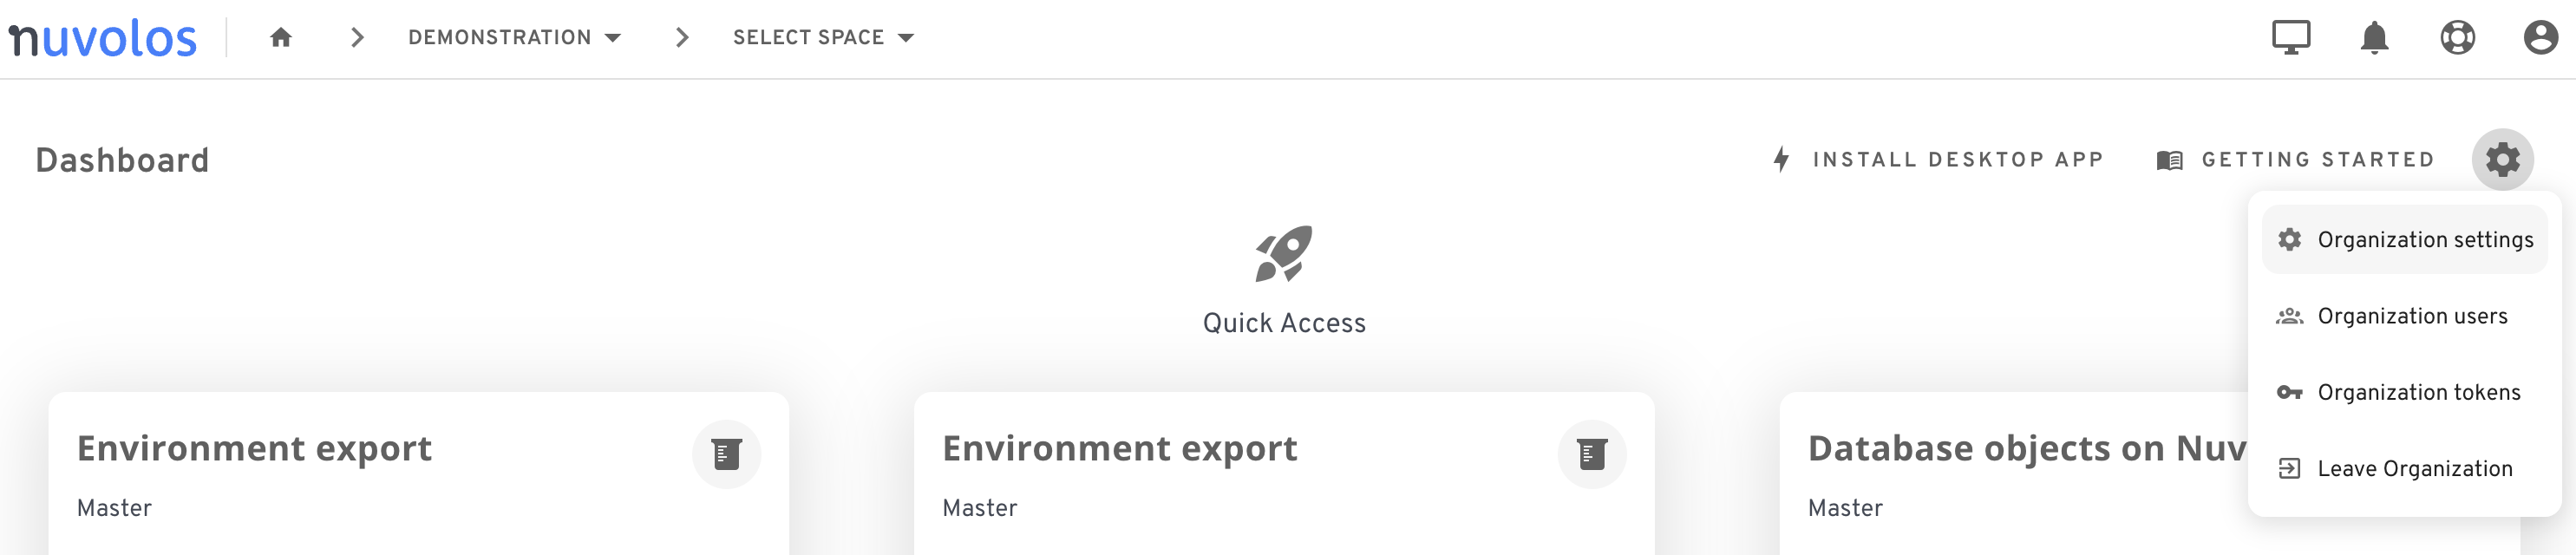 nuvolos
DEMONSTRATION
SELECT SPACE
Dashboard
INSTALL DESKTOP APP
GETTING STARTED
Organization settings
Organization users
Organization tokens
Leave Organization
Quick Access
Environment export
Master
Environment export
Master
Database objects on Nuv
Master